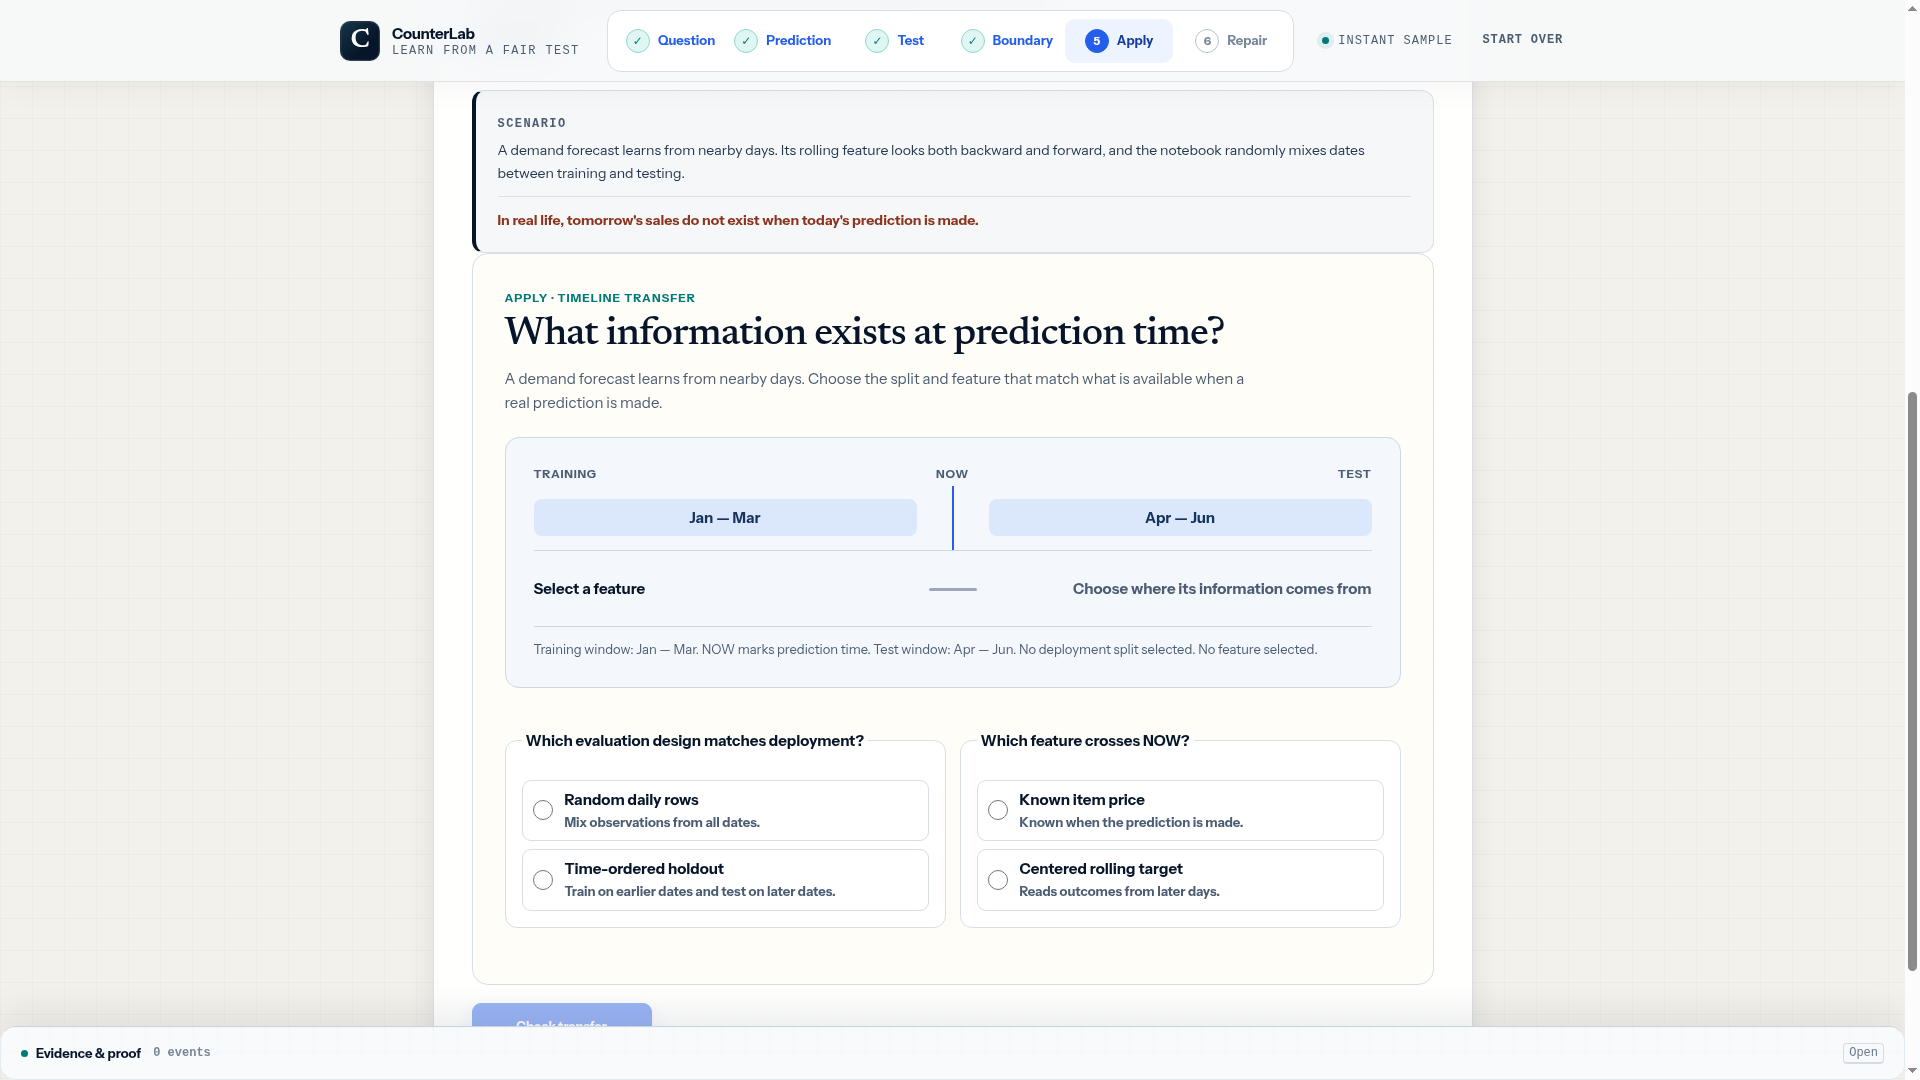 C
CounterLab
LEARN FROM A FAIR TEST
✓ Question
✓ Prediction
✓ Test
✓ Boundary
5 Apply
6 Repair
INSTANT SAMPLE
START OVER
SCENARIO
A demand forecast learns from nearby days. Its rolling feature looks both backward and forward, and the notebook randomly mixes dates
between training and testing.
In real life, tomorrow's sales do not exist when today's prediction is made.
APPLY · TIMELINE TRANSFER
What information exists at prediction time?
A demand forecast learns from nearby days. Choose the split and feature that match what is available when a
real prediction is made.
TRAINING
NOW
TEST
Jan — Mar
Apr — Jun
Select a feature
Choose where its information comes from
Training window: Jan — Mar. NOW marks prediction time. Test window: Apr — Jun. No deployment split selected. No feature selected.
Which evaluation design matches deployment?
Random daily rows
Mix observations from all dates.
Time-ordered holdout
Train on earlier dates and test on later dates.
Which feature crosses NOW?
Known item price
Known when the prediction is made.
Centered rolling target
Reads outcomes from later days.
Check transfer
Evidence & proof
0 events
Open